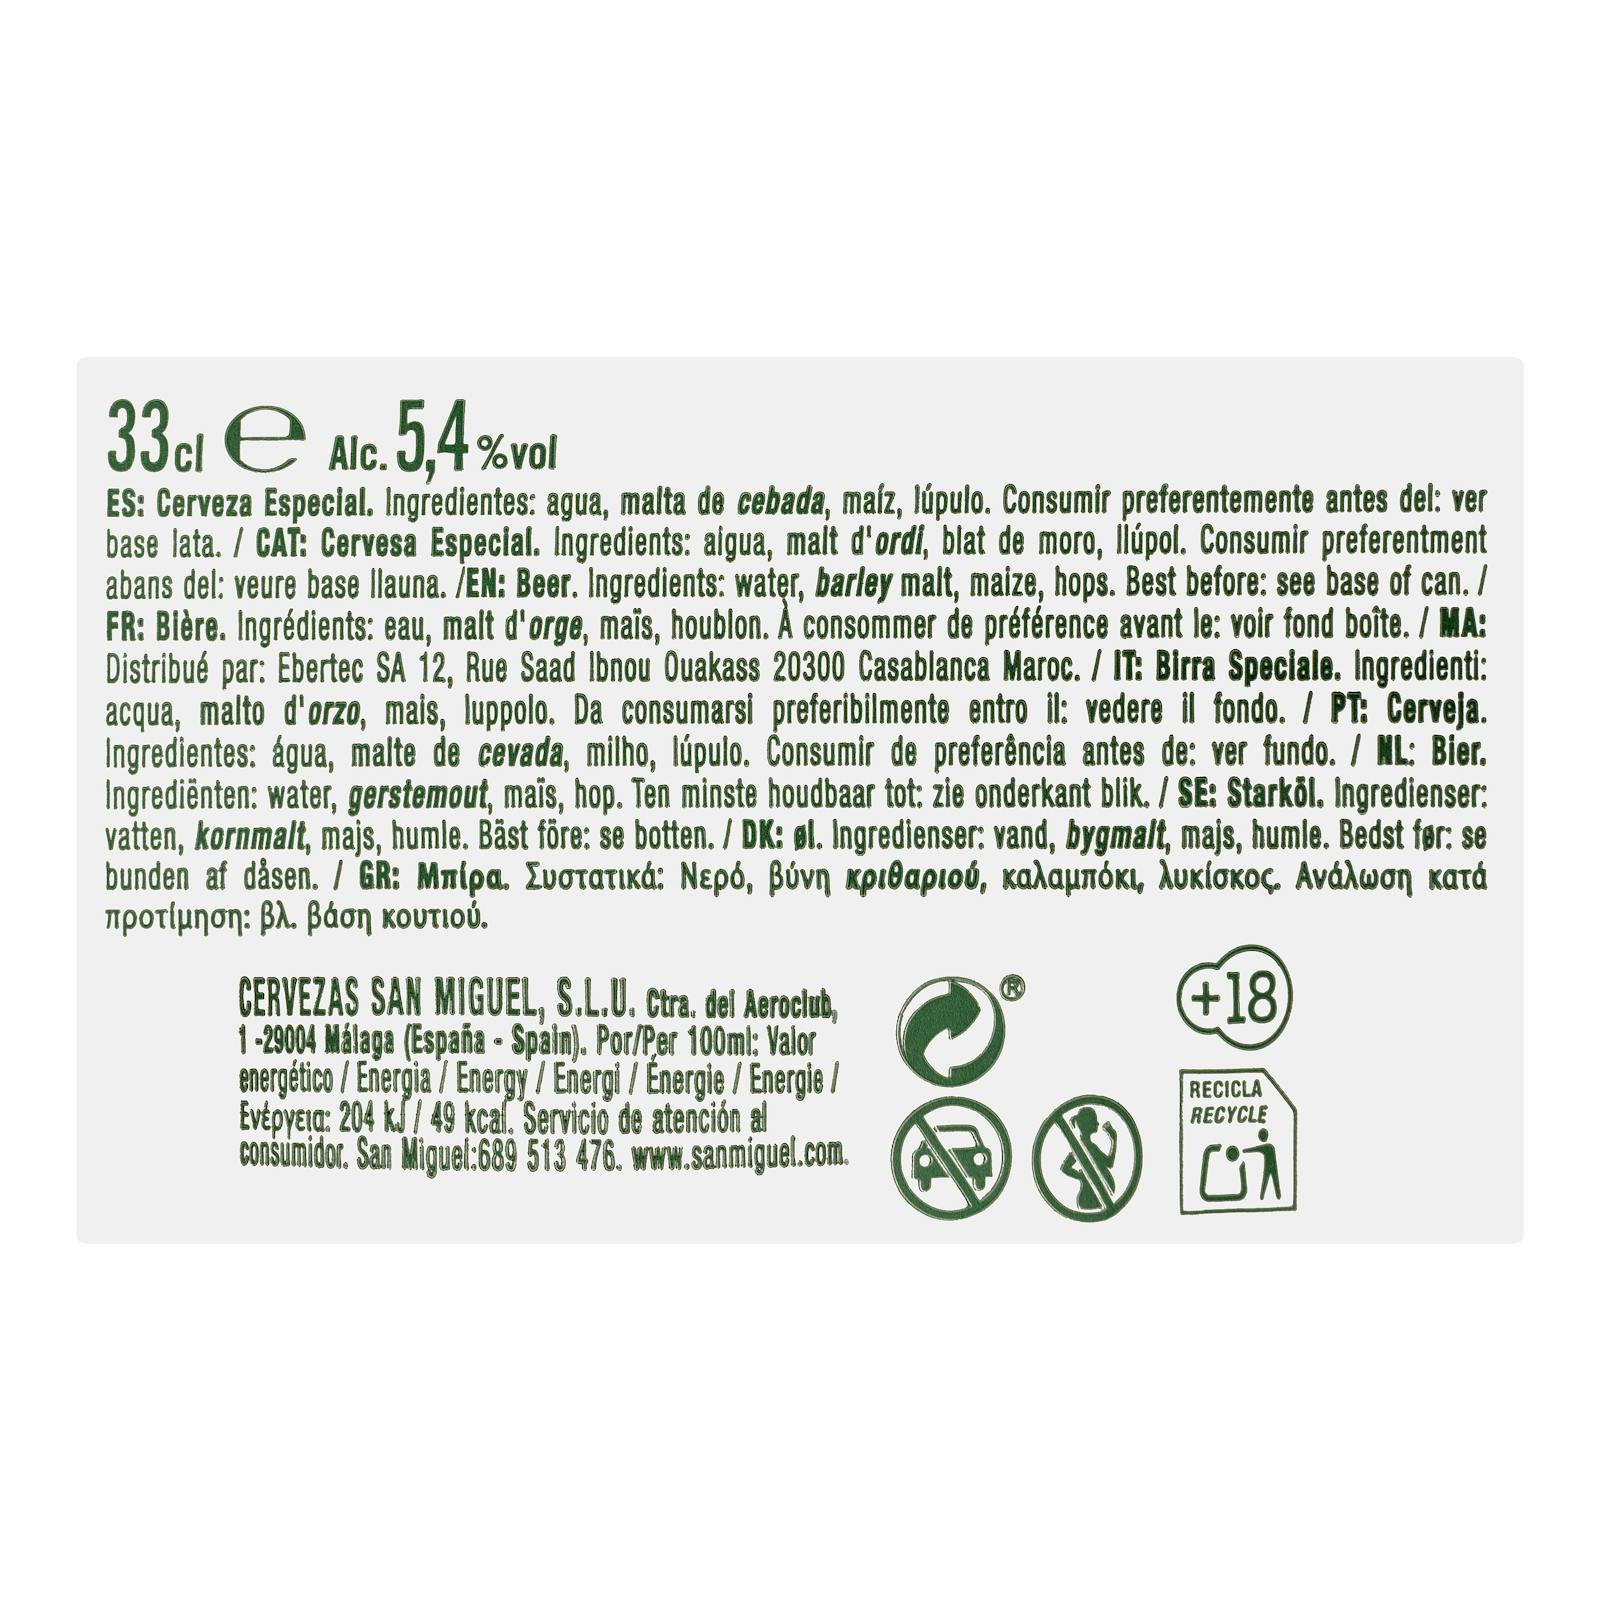 33cl ℮ Alc. 5,4 %vol
ES: Cerveza Especial. Ingredientes: agua, malta de cebada, maíz, lúpulo. Consumir preferentemente antes del: ver
base lata. / CAT: Cervesa Especial. Ingredients: aigua, malt d'ordi, blat de moro, llúpol. Consumir preferentment
abans del: veure base llauna. /EN: Beer. Ingredients: water, barley malt, maize, hops. Best before: see base of can. /
FR: Bière. Ingrédients: eau, malt d'orge, maïs, houblon. À consommer de préférence avant le: voir fond boîte. / MA:
Distribué par: Ebertec SA 12, Rue Saad Ibnou Ouakass 20300 Casablanca Maroc. / IT: Birra Speciale. Ingredienti:
acqua, malto d'orzo, mais, luppolo. Da consumarsi preferibilmente entro il: vedere il fondo. / PT: Cerveja.
Ingredientes: água, malte de cevada, milho, lúpulo. Consumir de preferência antes de: ver fundo. / NL: Bier.
Ingrediënten: water, gerstemout, maïs, hop. Ten minste houdbaar tot: zie onderkant blik. / SE: Starköl. Ingredienser:
vatten, kornmalt, majs, humle. Bäst före: se botten. / DK: øl. Ingredienser: vand, bygmalt, majs, humle. Bedst før: se
bunden af dåsen. / GR: Μπίρα. Συστατικά: Νερό, βύνη κριθαριού, καλαμπόκι, λυκίσκος. Ανάλωση κατά
προτίμηση: βλ. βάση κουτιού.
CERVEZAS SAN MIGUEL, S.L.U. Ctra. del Aeroclub,
1 -29004 Málaga (España - Spain). Por/Per 100ml: Valor
energético / Energia / Energy / Energi / Énergie / Energie /
Ενέργεια: 204 kJ / 49 kcal. Servicio de atención al
consumidor. San Miguel:689 513 476. www.sanmiguel.com.
®
+18
RECICLA
RECYCLE